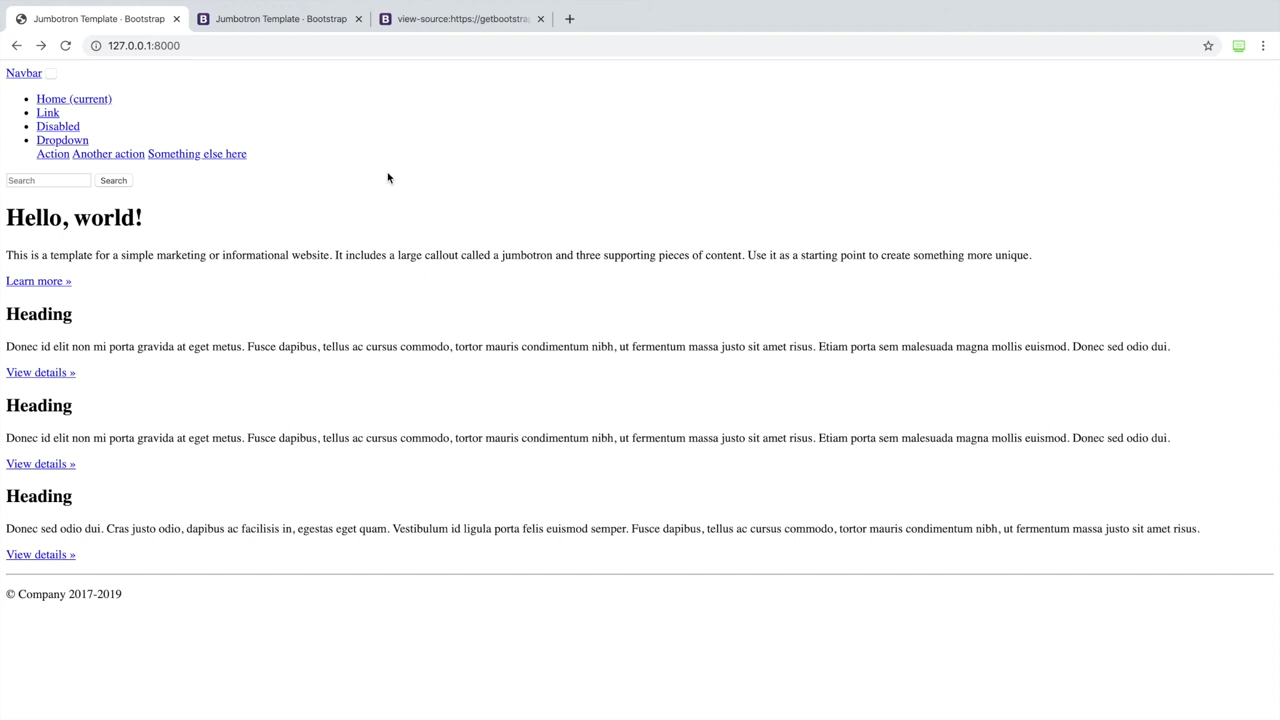 Jumbotron Template · Bootstrap
Jumbotron Template · Bootstrap
view-source:https://getbootstra
127.0.0.1:8000
Navbar
Home (current)
Link
Disabled
Dropdown
Action Another action Something else here
Search Search
Hello, world!
This is a template for a simple marketing or informational website. It includes a large callout called a jumbotron and three supporting pieces of content. Use it as a starting point to create something more unique.
Learn more »
Heading
Donec id elit non mi porta gravida at eget metus. Fusce dapibus, tellus ac cursus commodo, tortor mauris condimentum nibh, ut fermentum massa justo sit amet risus. Etiam porta sem malesuada magna mollis euismod. Donec sed odio dui.
View details »
Heading
Donec id elit non mi porta gravida at eget metus. Fusce dapibus, tellus ac cursus commodo, tortor mauris condimentum nibh, ut fermentum massa justo sit amet risus. Etiam porta sem malesuada magna mollis euismod. Donec sed odio dui.
View details »
Heading
Donec sed odio dui. Cras justo odio, dapibus ac facilisis in, egestas eget quam. Vestibulum id ligula porta felis euismod semper. Fusce dapibus, tellus ac cursus commodo, tortor mauris condimentum nibh, ut fermentum massa justo sit amet risus.
View details »
© Company 2017-2019